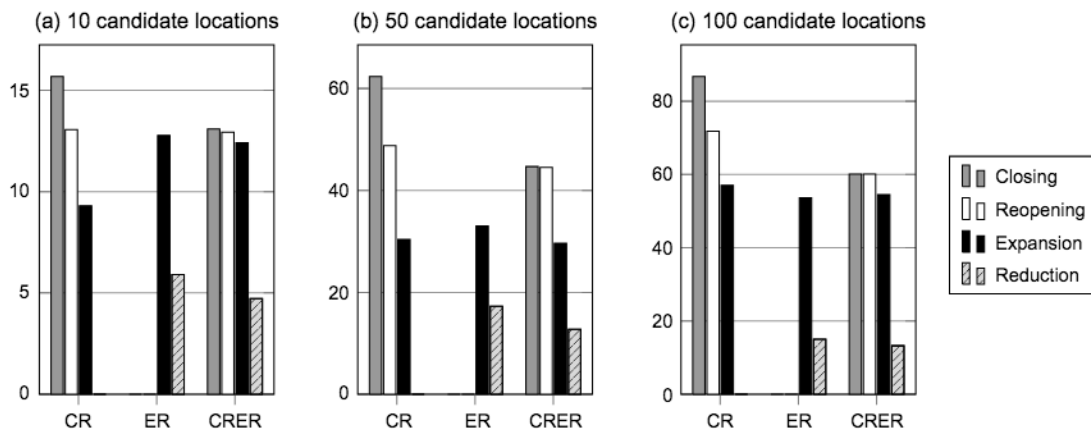 (a) 10 candidate locations
15
10
5
0
CR ER CRER
(b) 50 candidate locations
60
40
20
0
CR ER CRER
(c) 100 candidate locations
80
60
40
20
0
CR ER CRER
Closing
Reopening
Expansion
Reduction